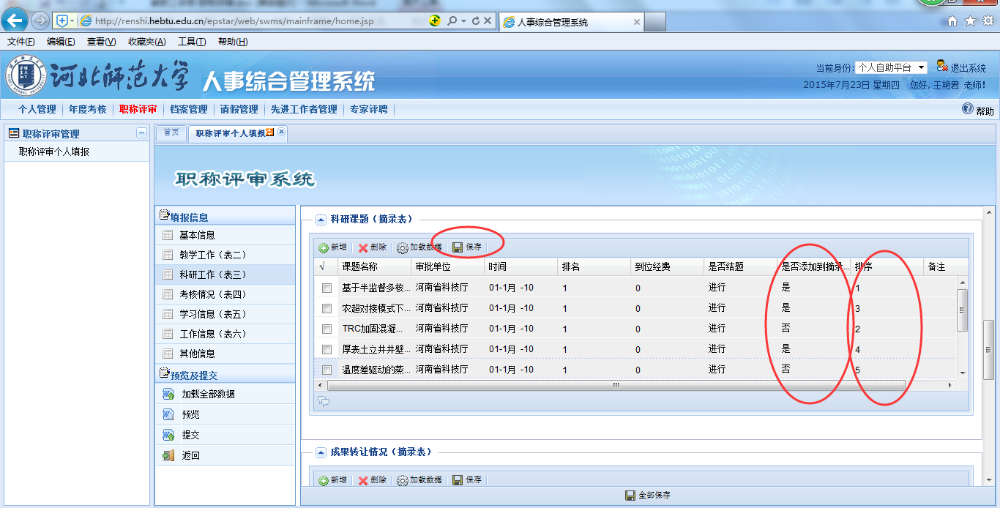 http://renshi.hebtu.edu.cn/epstar/web/swms/mainframe/home.jsp
人事综合管理系统
文件(F) 编辑(E) 查看(V) 收藏夹(A) 工具(T) 帮助(H)
河北师范大学 人事综合管理系统
当前身份: 个人自助平台 退出系统
2015年7月23日 星期四 您好, 王艳君 老师!
个人管理 年度考核 职称评审 档案管理 请假管理 先进工作者管理 专家评聘 帮助
职称评审管理
职称评审个人填报
首页 职称评审个人填报
职称评审系统
填报信息
基本信息
教学工作（表二）
科研工作（表三）
考核情况（表四）
学习信息（表五）
工作信息（表六）
其他信息
预览及提交
加载全部数据
预览
提交
返回
科研课题（摘录表）
新增 删除 加载数据 保存
√ 课题名称 审批单位 时间 排名 到位经费 是否结题 是否添加到摘录... 排序 备注
基于半监督多核... 河南省科技厅 01-1月 -10 1 0 进行 是 1
农超对接模式下... 河南省科技厅 01-1月 -10 1 0 进行 是 3
TRC加固混凝... 河南省科技厅 01-1月 -10 1 0 进行 否 2
厚表土立井井壁... 河南省科技厅 01-1月 -10 1 0 进行 是 4
温度差驱动的蒸... 河南省科技厅 01-1月 -10 1 0 进行 否 5
成果转让情况（摘录表）
新增 删除 加载数据 保存
全部保存